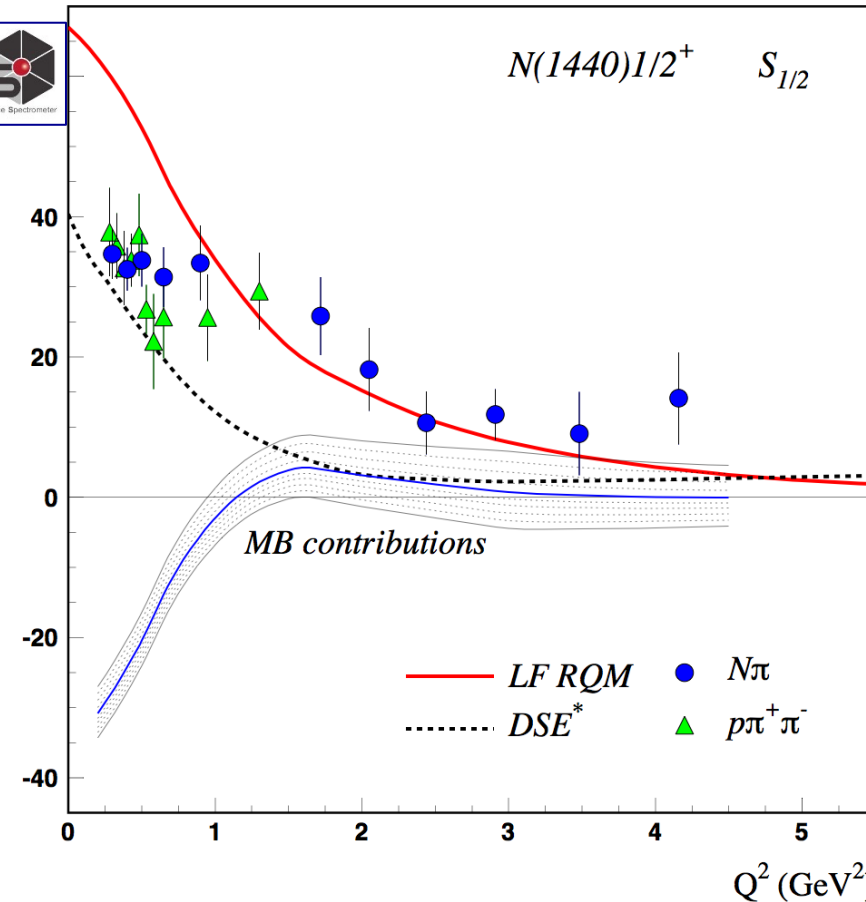 N(1440)1/2⁺ S₁/₂
S
e Spectrometer
40
20
0
MB contributions
-20
LF RQM Nπ
DSE* pπ⁺π⁻
-40
0 1 2 3 4 5
Q² (GeV²